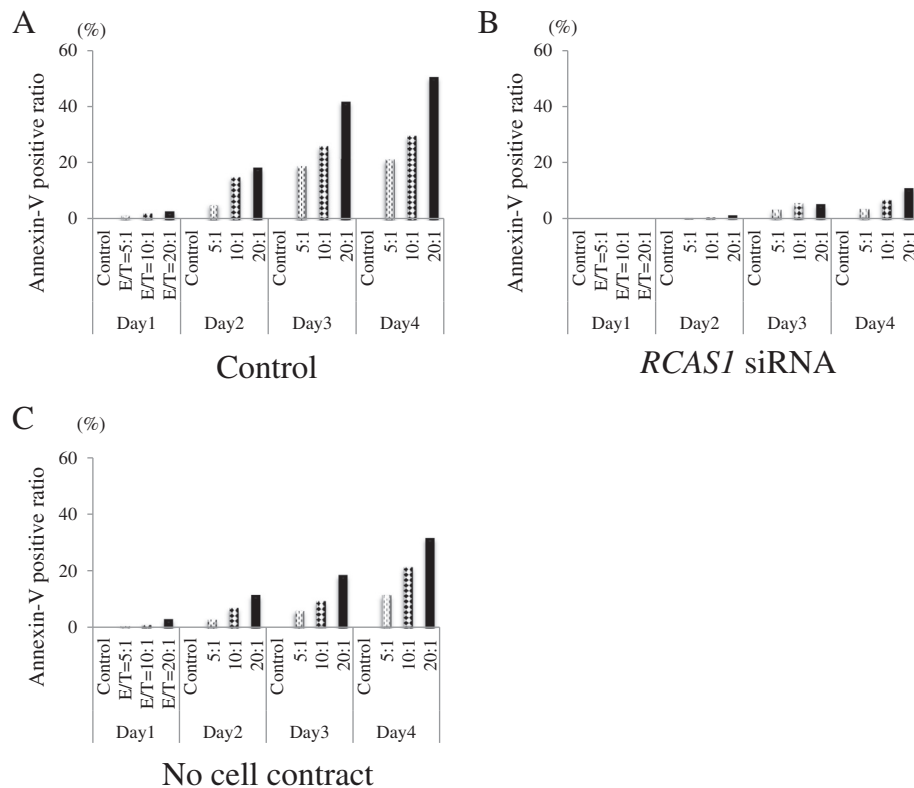 A
(%)
Annexin-V positive ratio
60
40
20
0
Control
E/T=5:1
E/T=10:1
E/T=20:1
Control
5:1
10:1
20:1
Control
5:1
10:1
20:1
Control
5:1
10:1
20:1
Day1
Day2
Day3
Day4
Control
B
(%)
Annexin-V positive ratio
60
40
20
0
Control
E/T=5:1
E/T=10:1
E/T=20:1
Control
5:1
10:1
20:1
Control
5:1
10:1
20:1
Control
5:1
10:1
20:1
Day1
Day2
Day3
Day4
RCAS1 siRNA
C
(%)
Annexin-V positive ratio
60
40
20
0
Control
E/T=5:1
E/T=10:1
E/T=20:1
Control
5:1
10:1
20:1
Control
5:1
10:1
20:1
Control
5:1
10:1
20:1
Day1
Day2
Day3
Day4
No cell contract